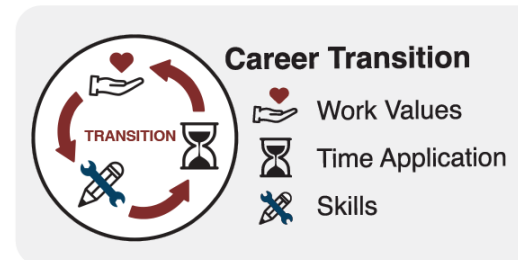 Career Transition
TRANSITION
Work Values
Time Application
Skills